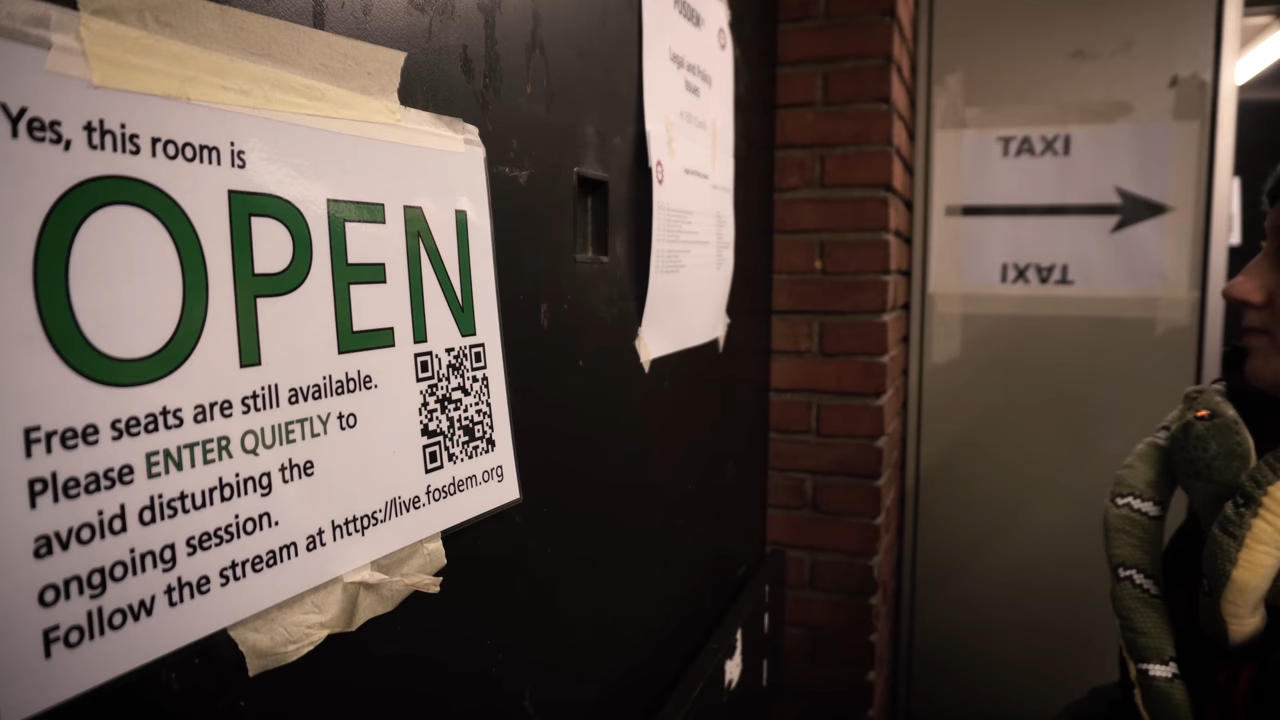 Yes, this room is
OPEN
Free seats are still available.
Please ENTER QUIETLY to
avoid disturbing the
ongoing session.
Follow the stream at https://live.fosdem.org
FOSDEM
Legal and Policy
Issues
TAXI
TAXI